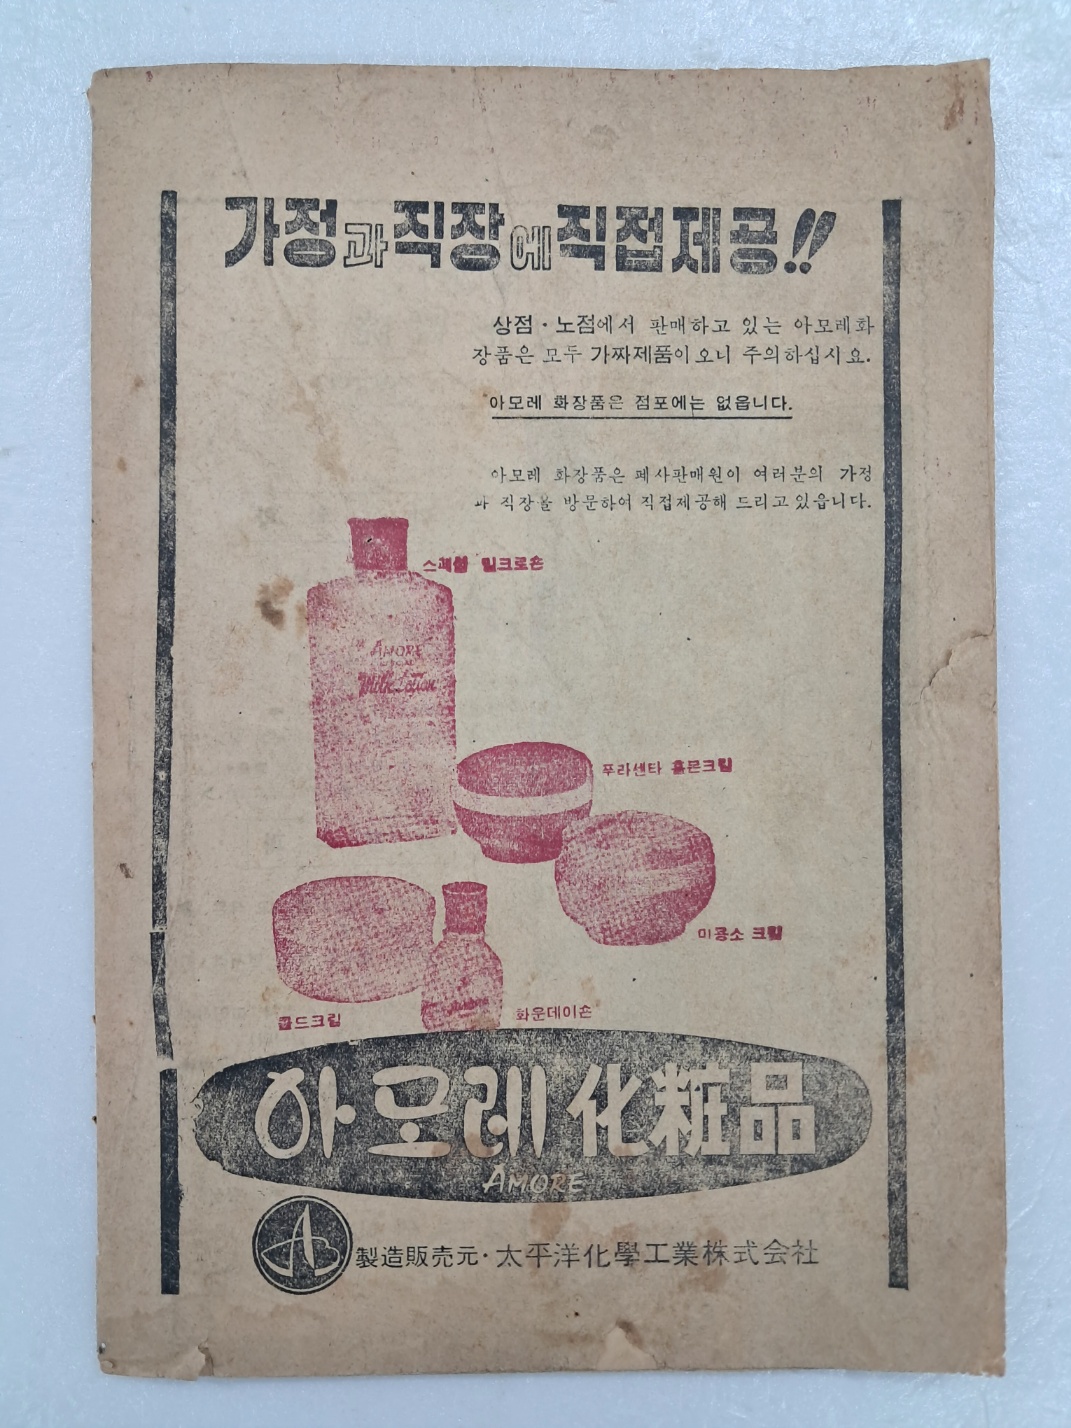 가정과 직장에 직접제공!!
상점·노점에서 판매하고 있는 아모레화
장품은 모두 가짜제품이오니 주의하십시요.
아모레 화장품은 점포에는 없읍니다.
아모레 화장품은 폐사판매원이 여러분의 가정
과 직장을 방문하여 직접제공해 드리고있읍니다.
스페셜 밀크로숀
AMORE
Milk Lotion
푸라센타 홀몬크림
미용소 크림
콜드크림
화운데이숀
아모레 化粧品
AMORE
製造販売元·太平洋化學工業株式会社